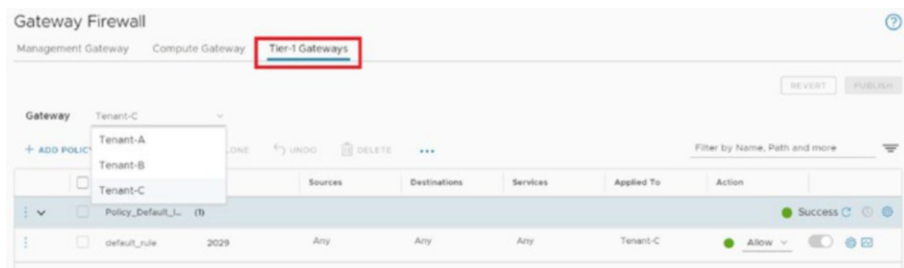 Gateway Firewall
Management Gateway Compute Gateway Tier-1 Gateways
REVERT PUBLISH
Gateway Tenant-C
Tenant-A
+ ADD POLICY LONE UNDO DELETE ... Filter by Name, Path and more
Tenant-B
Tenant-C Sources Destinations Services Applied To Action
Policy_Default_I... (1) Success
default_rule 2029 Any Any Any Tenant-C Allow